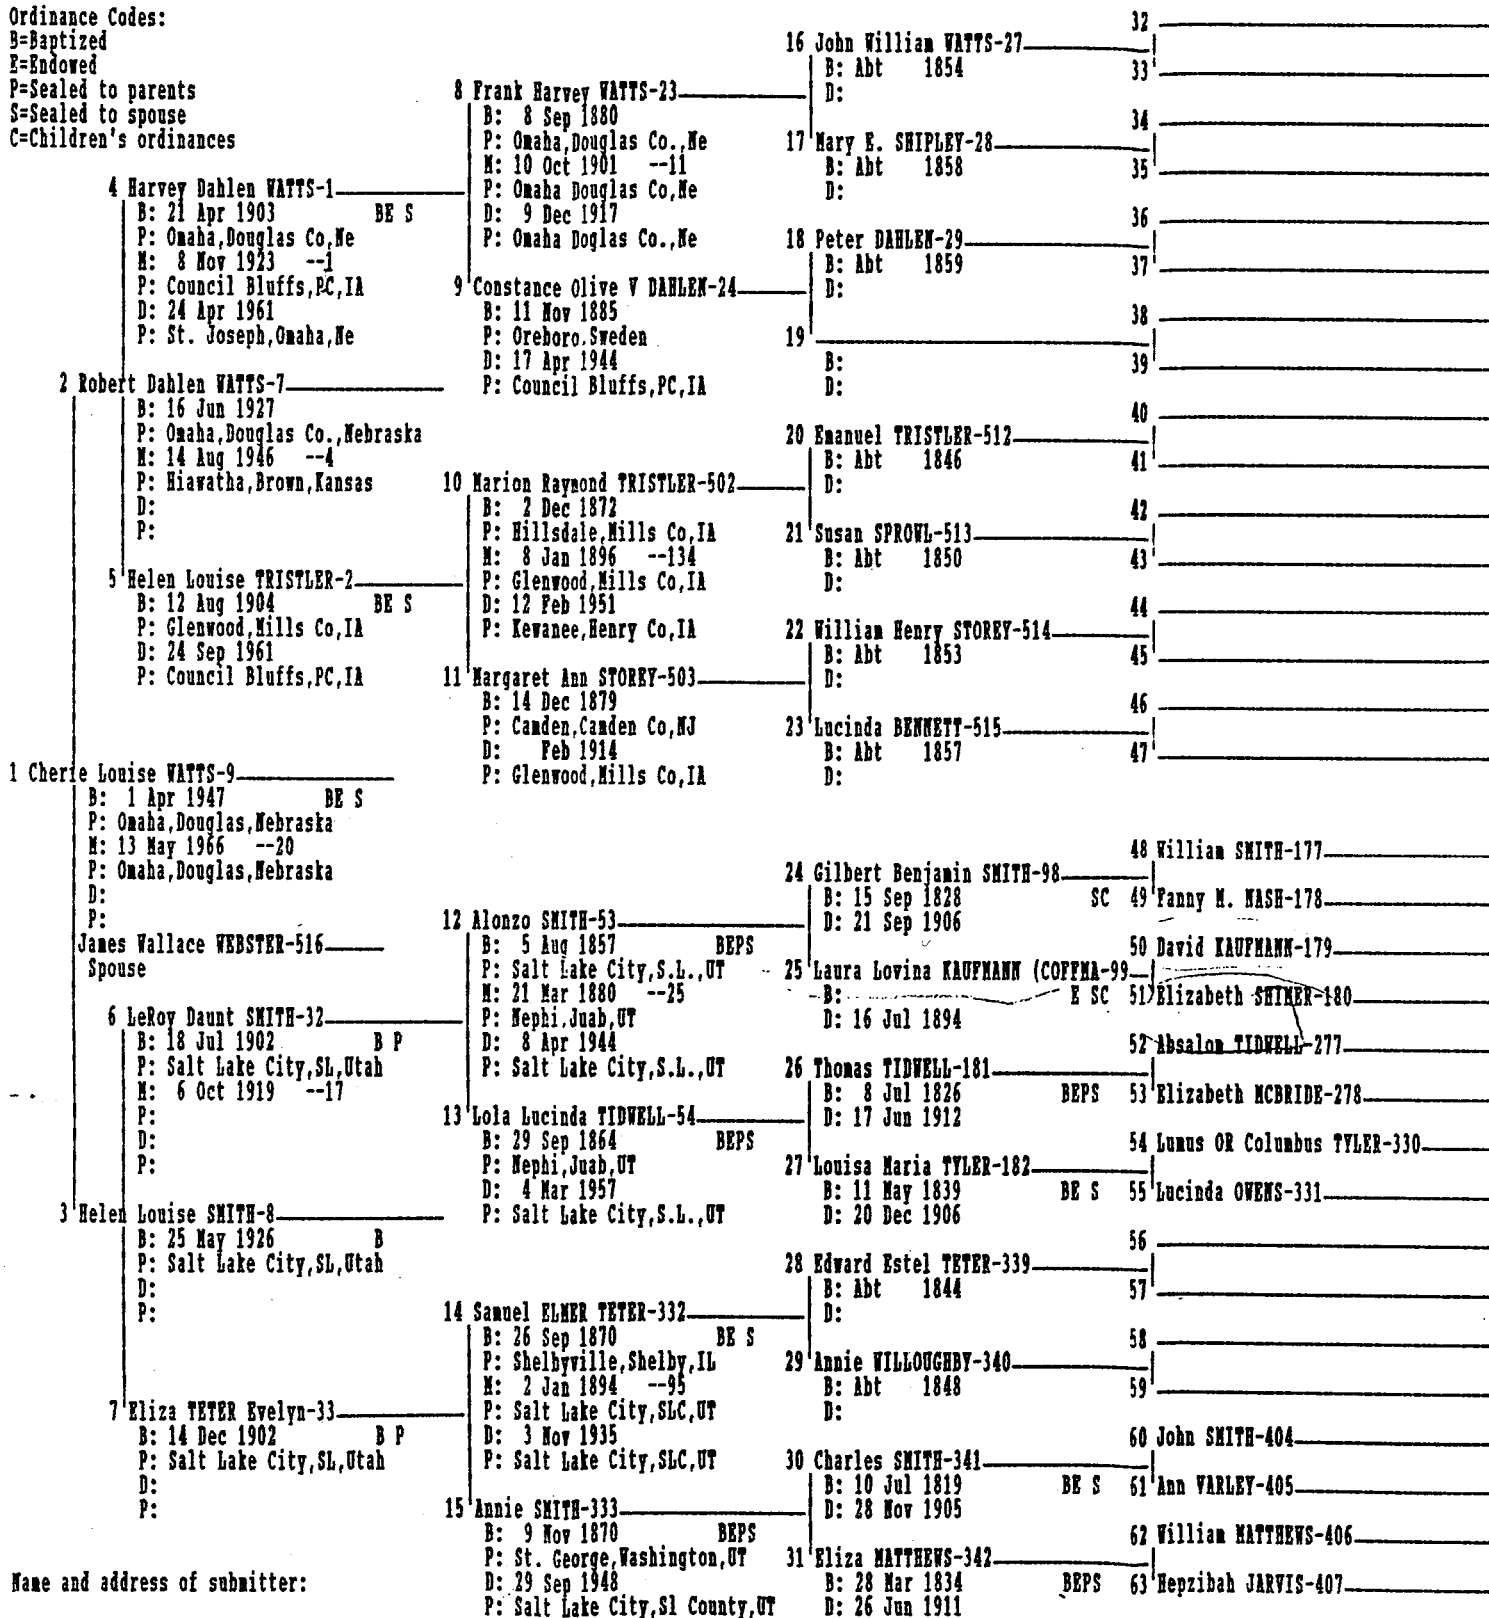 Ordinance Codes:
B=Baptized
E=Endowed
P=Sealed to parents
S=Sealed to spouse
C=Children's ordinances
4 Harvey Dahlen WATTS-1
B: 21 Apr 1903 BE S
P: Omaha,Douglas Co,Ne
M: 8 Nov 1923 --1
P: Council Bluffs,PC,IA
D: 24 Apr 1961
P: St. Joseph,Omaha,Ne
2 Robert Dahlen WATTS-7
B: 16 Jun 1927
P: Omaha,Douglas Co.,Nebraska
M: 14 Aug 1946 --4
P: Hiawatha,Brown,Kansas
D:
P:
5 Helen Louise TRISTLER-2
B: 12 Aug 1904 BE S
P: Glenwood,Mills Co,IA
D: 24 Sep 1961
P: Council Bluffs,PC,IA
1 Cherie Louise WATTS-9
B: 1 Apr 1947 BE S
P: Omaha,Douglas,Nebraska
M: 13 May 1966 --20
P: Omaha,Douglas,Nebraska
D:
P:
James Wallace WEBSTER-516
Spouse
6 LeRoy Daunt SMITH-32
B: 18 Jul 1902 B P
P: Salt Lake City,SL,Utah
M: 6 Oct 1919 --17
P:
D:
P:
3 Helen Louise SMITH-8
B: 25 May 1926 B
P: Salt Lake City,SL,Utah
D:
P:
7 Eliza TETER Evelyn-33
B: 14 Dec 1902 B P
P: Salt Lake City,SL,Utah
D:
P:
Name and address of submitter:
8 Frank Harvey WATTS-23
B: 8 Sep 1880
P: Omaha,Douglas Co.,Ne
M: 10 Oct 1901 --11
P: Omaha Douglas Co,Ne
D: 9 Dec 1917
P: Omaha Doglas Co.,Ne
9 Constance Olive V DAHLEN-24
B: 11 Nov 1885
P: Oreboro.Sweden
D: 17 Apr 1944
P: Council Bluffs,PC,IA
10 Marion Raymond TRISTLER-502
B: 2 Dec 1872
P: Hillsdale,Mills Co,IA
M: 8 Jan 1896 --134
P: Glenwood,Mills Co,IA
D: 12 Feb 1951
P: Kewanee,Henry Co,IA
11 Margaret Ann STOREY-503
B: 14 Dec 1879
P: Camden,Camden Co,NJ
D: Feb 1914
P: Glenwood,Mills Co,IA
12 Alonzo SMITH-53
B: 5 Aug 1857 BEPS
P: Salt Lake City,S.L.,UT
M: 21 Mar 1880 --25
P: Nephi,Juab,UT
D: 8 Apr 1944
P: Salt Lake City,S.L.,UT
13 Lola Lucinda TIDWELL-54
B: 29 Sep 1864 BEPS
P: Nephi,Juab,UT
D: 4 Mar 1957
P: Salt Lake City,S.L.,UT
14 Samuel ELMER TETER-332
B: 26 Sep 1870 BE S
P: Shelbyville,Shelby,IL
M: 2 Jan 1894 --95
P: Salt Lake City,SLC,UT
D: 3 Nov 1935
P: Salt Lake City,SLC,UT
15 Annie SMITH-333
B: 9 Nov 1870 BEPS
P: St. George,Washington,UT
D: 29 Sep 1948
P: Salt Lake City,Sl County,UT
16 John William WATTS-27
B: Abt 1854
D:
17 Mary E. SHIPLEY-28
B: Abt 1858
D:
18 Peter DAHLEN-29
B: Abt 1859
D:
19
B:
D:
20 Emanuel TRISTLER-512
B: Abt 1846
D:
21 Susan SPROWL-513
B: Abt 1850
D:
22 William Henry STOREY-514
B: Abt 1853
D:
23 Lucinda BENNETT-515
B: Abt 1857
D:
24 Gilbert Benjamin SMITH-98
B: 15 Sep 1828 SC
D: 21 Sep 1906
25 Laura Lovina KAUFMANN (COFFMA-99
B: E SC
D: 16 Jul 1894
26 Thomas TIDWELL-181
B: 8 Jul 1826 BEPS
D: 17 Jun 1912
27 Louisa Maria TYLER-182
B: 11 May 1839 BE S
D: 20 Dec 1906
28 Edward Estel TETER-339
B: Abt 1844
D:
29 Annie WILLOUGHBY-340
B: Abt 1848
D:
30 Charles SMITH-341
B: 10 Jul 1819 BE S
D: 28 Nov 1905
31 Eliza MATTHEWS-342
B: 28 Mar 1834 BEPS
D: 26 Jun 1911
32
33
34
35
36
37
38
39
40
41
42
43
44
45
46
47
48 William SMITH-177
49 Fanny M. NASH-178
50 David KAUFMANN-179
51 Elizabeth SHIMER-180
52 Absalom TIDWELL-277
53 Elizabeth MCBRIDE-278
54 Lumus OR Columbus TYLER-330
55 Lucinda OWENS-331
56
57
58
59
60 John SMITH-404
61 Ann VARLEY-405
62 William MATTHEWS-406
63 Hepzibah JARVIS-407